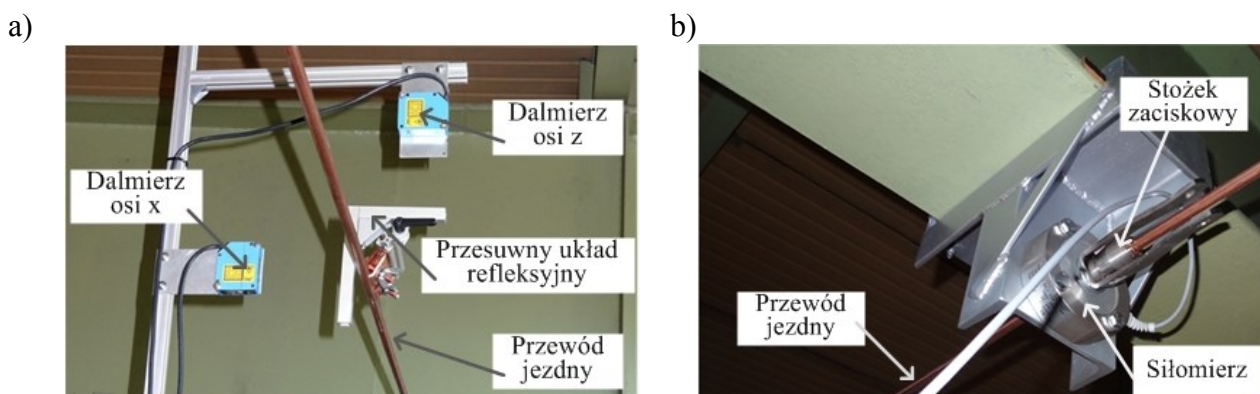 a)
Dalmierz
osi z
Dalmierz
osi x
Przesuwny układ
refleksyjny
Przewód
jezdny
b)
Stożek
zaciskowy
Przewód
jezdny
Siłomierz